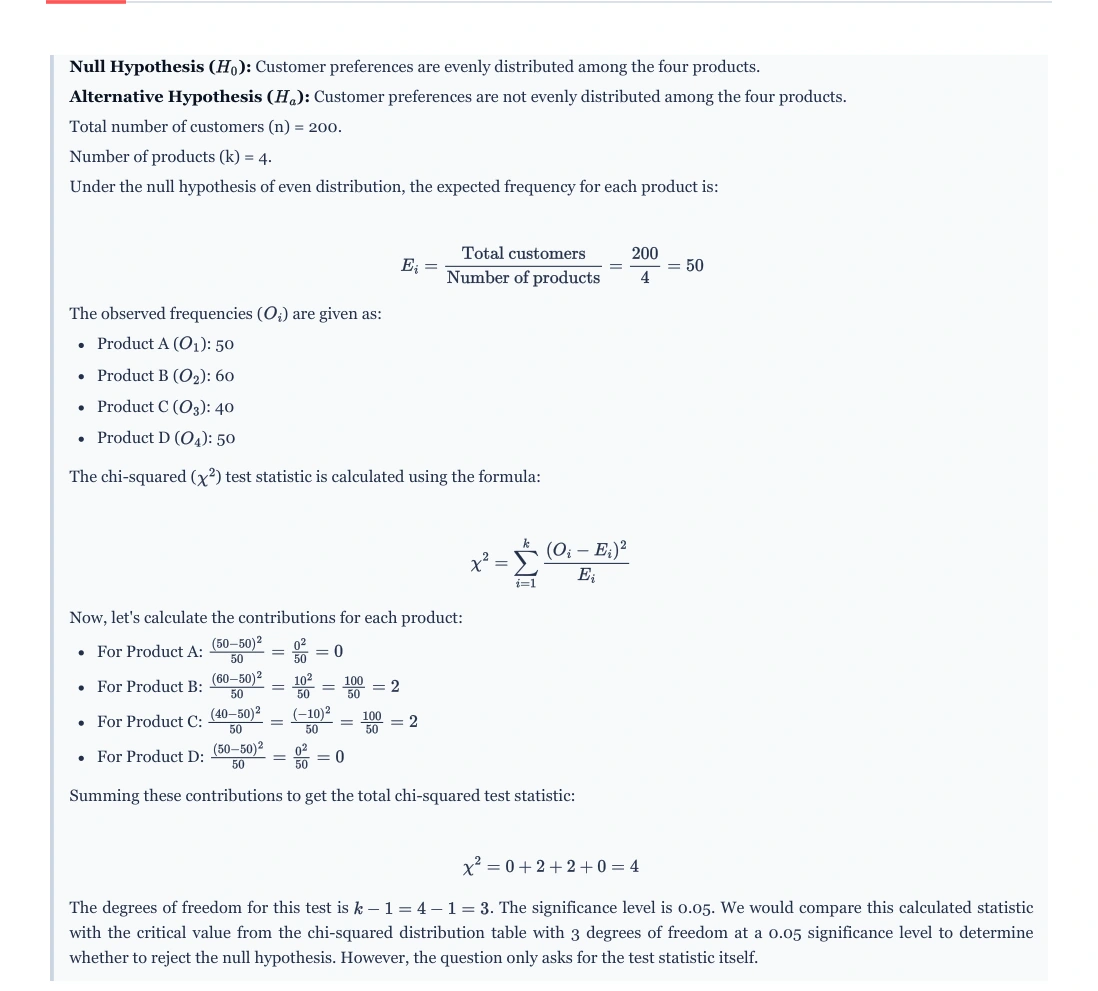 Null Hypothesis (H₀): Customer preferences are evenly distributed among the four products.
Alternative Hypothesis (Hₐ): Customer preferences are not evenly distributed among the four products.
Total number of customers (n) = 200.
Number of products (k) = 4.
Under the null hypothesis of even distribution, the expected frequency for each product is:
Eᵢ = Total customers / Number of products = 200/4 = 50
The observed frequencies (Oᵢ) are given as:
• Product A (O₁): 50
• Product B (O₂): 60
• Product C (O₃): 40
• Product D (O₄): 50
The chi-squared (χ²) test statistic is calculated using the formula:
χ² = ∑ᵢ₌₁ᵏ (Oᵢ − Eᵢ)² / Eᵢ
Now, let's calculate the contributions for each product:
• For Product A: (50−50)²/50 = 0²/50 = 0
• For Product B: (60−50)²/50 = 10²/50 = 100/50 = 2
• For Product C: (40−50)²/50 = (−10)²/50 = 100/50 = 2
• For Product D: (50−50)²/50 = 0²/50 = 0
Summing these contributions to get the total chi-squared test statistic:
χ² = 0 + 2 + 2 + 0 = 4
The degrees of freedom for this test is k − 1 = 4 − 1 = 3. The significance level is 0.05. We would compare this calculated statistic
with the critical value from the chi-squared distribution table with 3 degrees of freedom at a 0.05 significance level to determine
whether to reject the null hypothesis. However, the question only asks for the test statistic itself.